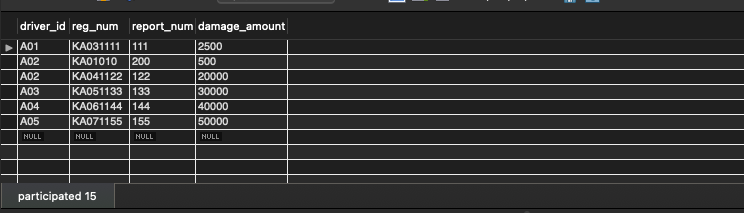 driver_id reg_num report_num damage_amount
A01 KA031111 111 2500
A02 KA01010 200 500
A02 KA041122 122 20000
A03 KA051133 133 30000
A04 KA061144 144 40000
A05 KA071155 155 50000
NULL NULL NULL NULL
participated 15